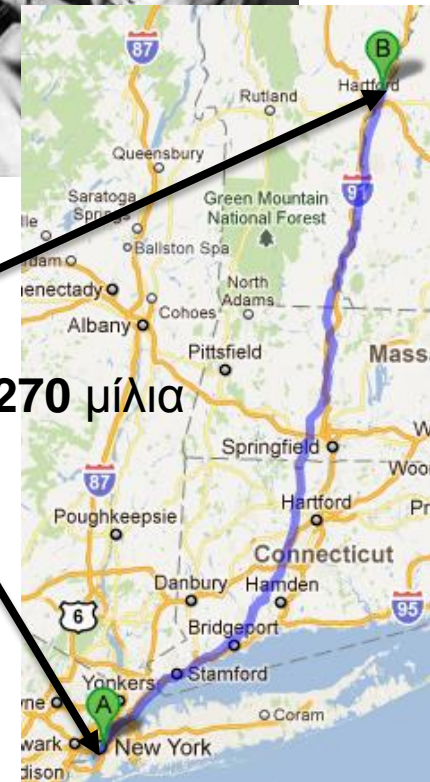 87
B
Hartford
Rutland
Queensbury
91
Saratoga
Springs
Green Mountain
National Forest
Ballston Spa
North
Adams
Cohoes
Albany
Pittsfield
270 μίλια
Mass
Springfield
87
Hartford
Poughkeepsie
Connecticut
Danbury
Hamden
95
6
Bridgeport
Stamford
Yonkers
A
Coram
New York